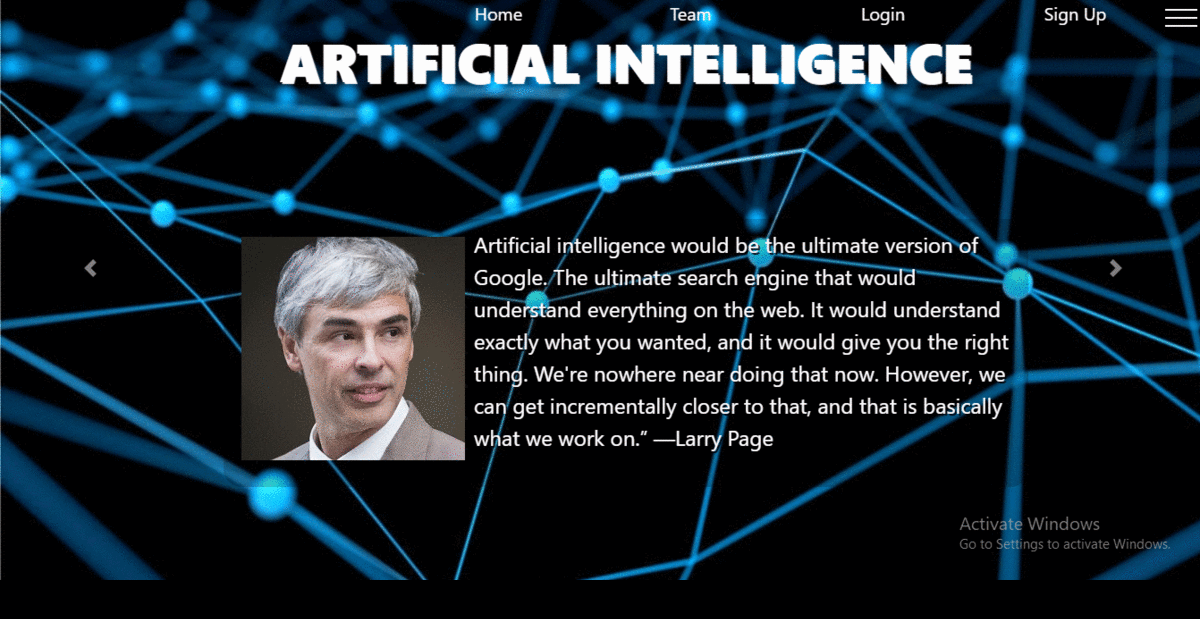 Home Team Login Sign Up
ARTIFICIAL INTELLIGENCE
Artificial intelligence would be the ultimate version of
Google. The ultimate search engine that would
understand everything on the web. It would understand
exactly what you wanted, and it would give you the right
thing. We're nowhere near doing that now. However, we
can get incrementally closer to that, and that is basically
what we work on.” —Larry Page
Activate Windows
Go to Settings to activate Windows.